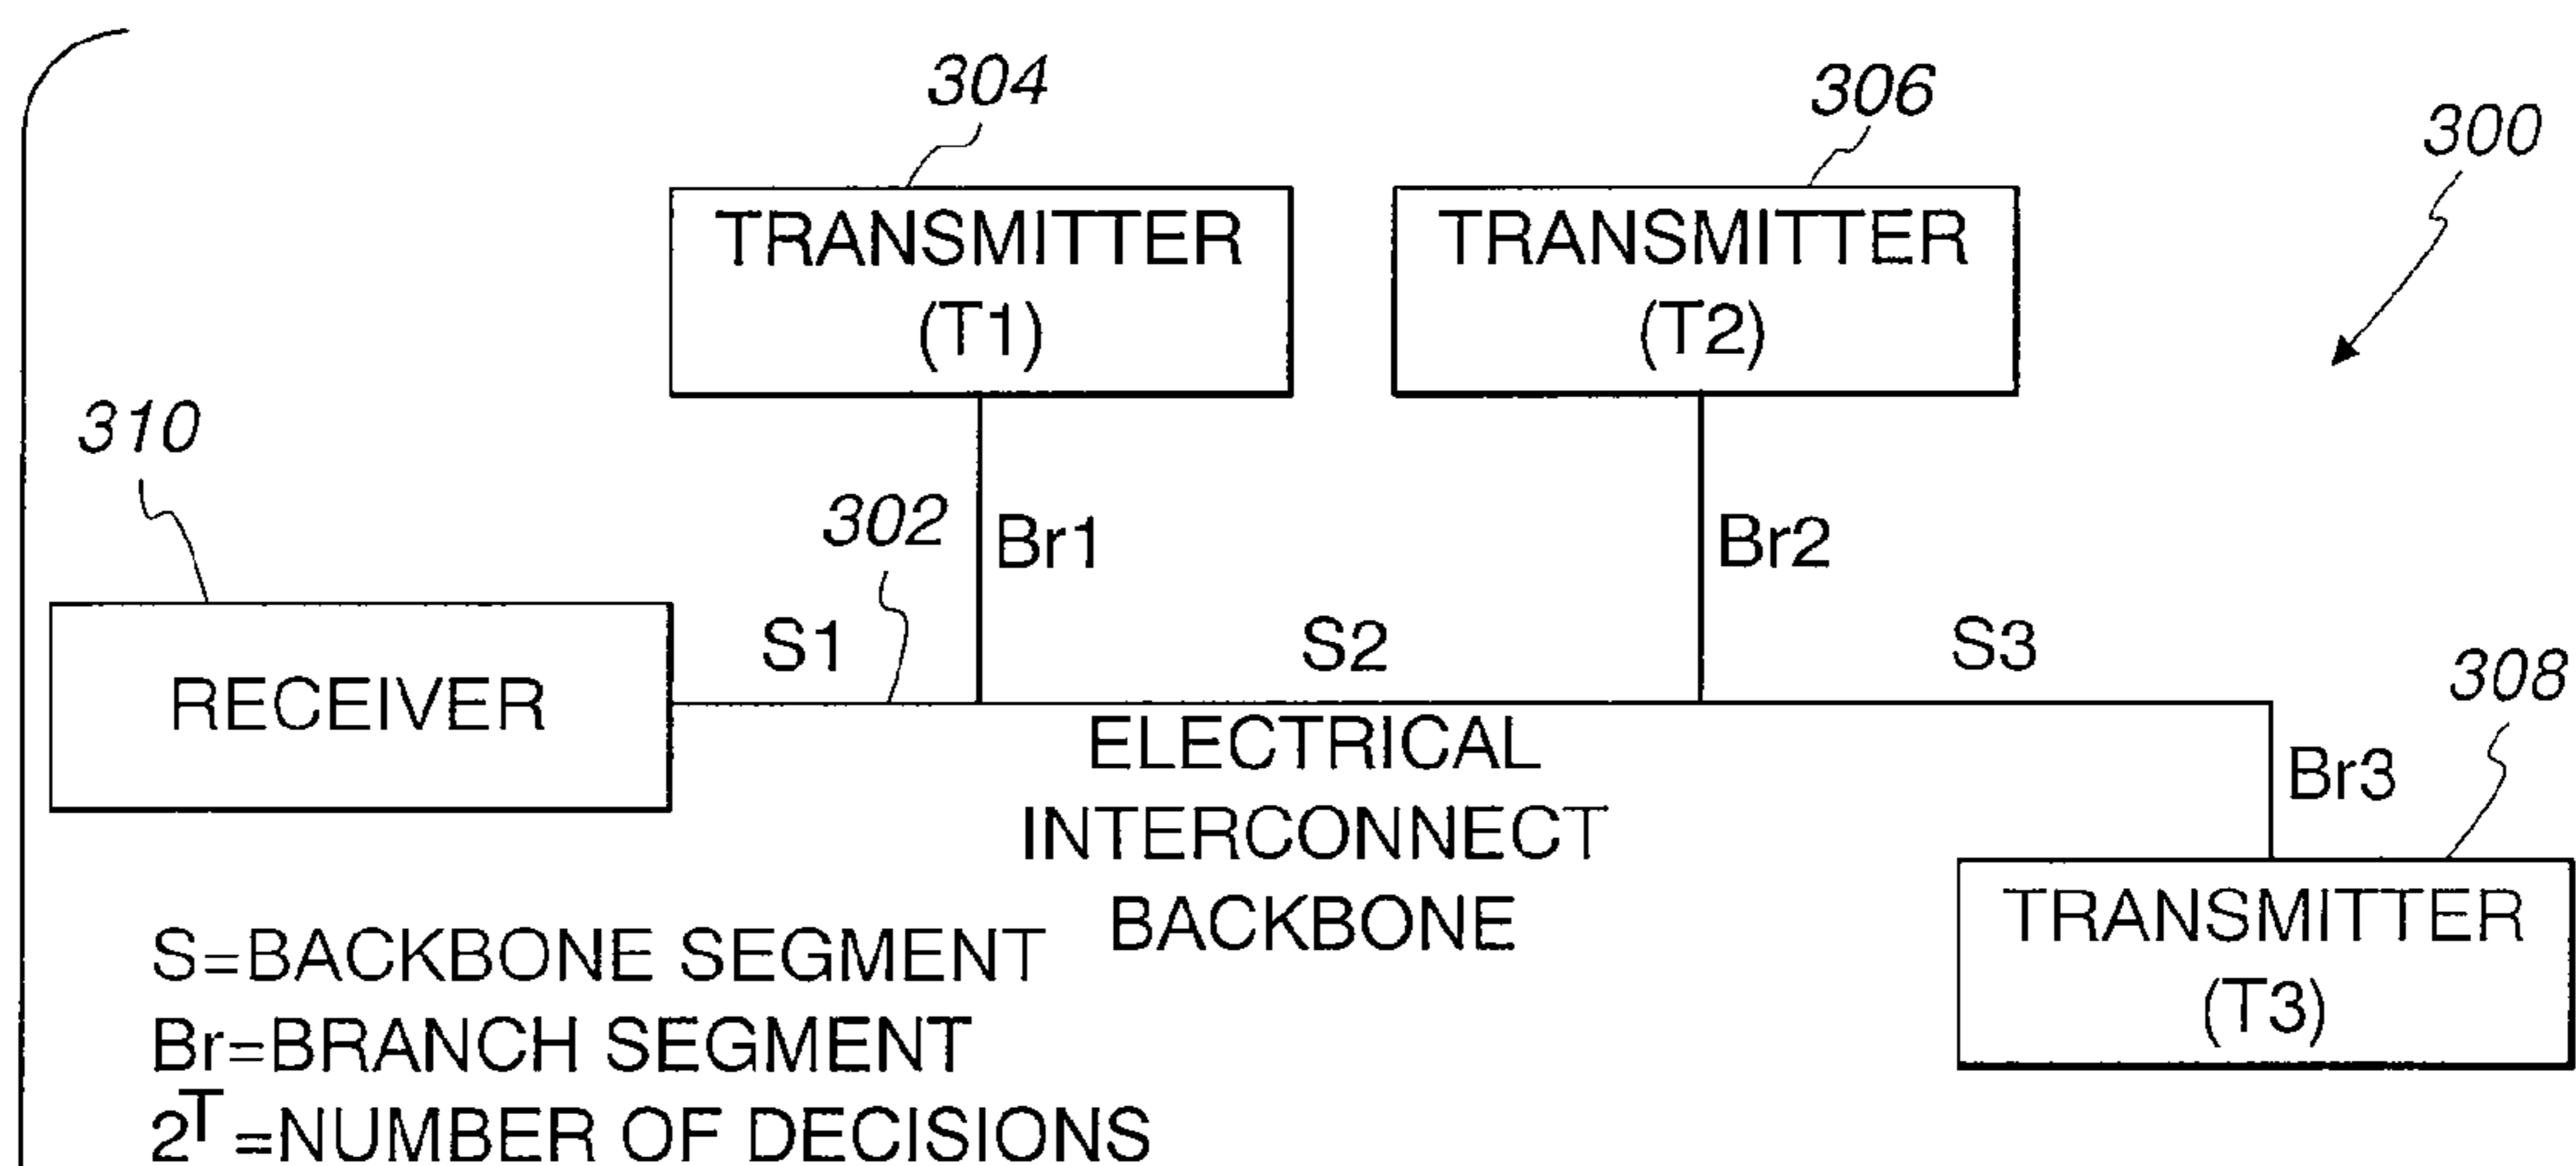 304
306
300
TRANSMITTER
(T1)
TRANSMITTER
(T2)
310
302
Br1
Br2
S1
S2
S3
308
RECEIVER
ELECTRICAL
INTERCONNECT
BACKBONE
Br3
TRANSMITTER
(T3)
S=BACKBONE SEGMENT
Br=BRANCH SEGMENT
2^T =NUMBER OF DECISIONS